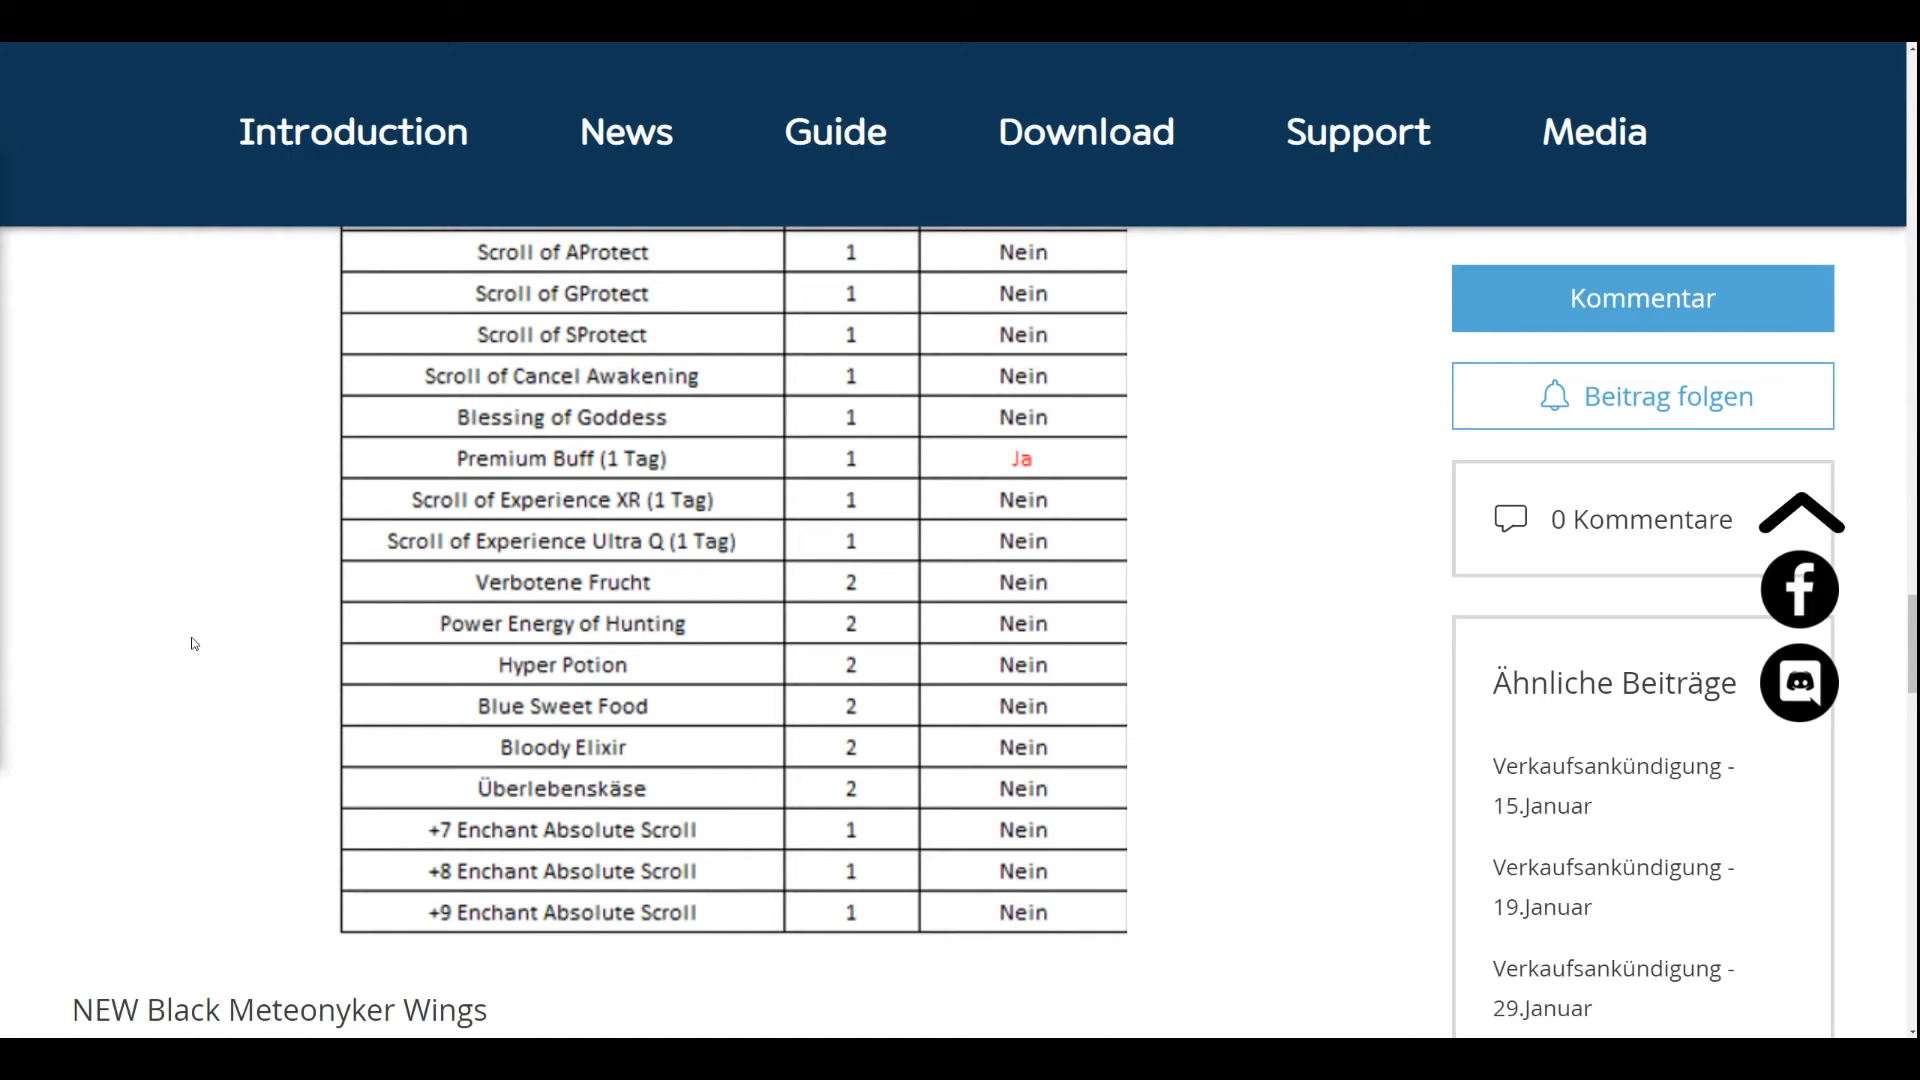 Introduction News Guide Download Support Media
Scroll of AProtect 1 Nein
Scroll of GProtect 1 Nein
Scroll of SProtect 1 Nein
Scroll of Cancel Awakening 1 Nein
Blessing of Goddess 1 Nein
Premium Buff (1 Tag) 1 Ja
Scroll of Experience XR (1 Tag) 1 Nein
Scroll of Experience Ultra Q (1 Tag) 1 Nein
Verbotene Frucht 2 Nein
Power Energy of Hunting 2 Nein
Hyper Potion 2 Nein
Blue Sweet Food 2 Nein
Bloody Elixir 2 Nein
Überlebenskäse 2 Nein
+7 Enchant Absolute Scroll 1 Nein
+8 Enchant Absolute Scroll 1 Nein
+9 Enchant Absolute Scroll 1 Nein
NEW Black Meteonyker Wings
Kommentar
Beitrag folgen
0 Kommentare
Ähnliche Beiträge
Verkaufsankündigung -
15.Januar
Verkaufsankündigung -
19.Januar
Verkaufsankündigung -
29.Januar